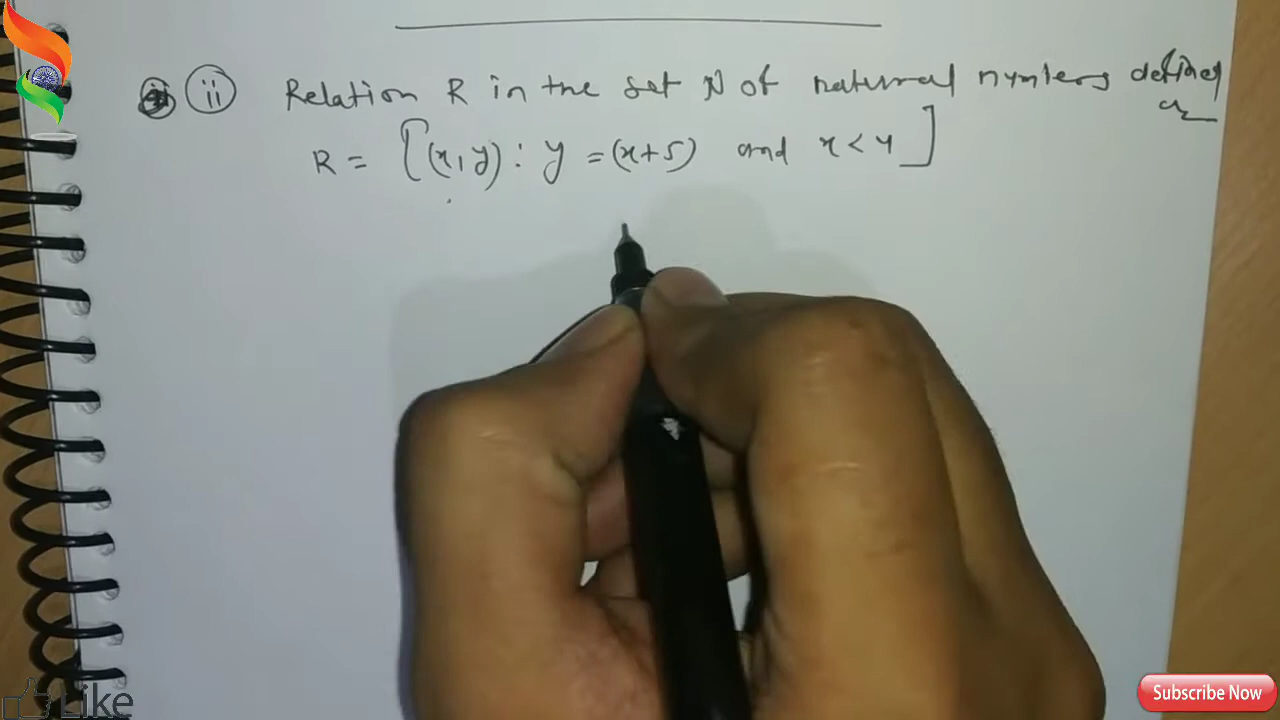 ii Relation R in the set N of natural numbers defined
as
R = [(x, y) : y = (x+5) and x < 4]
Like
Subscribe Now